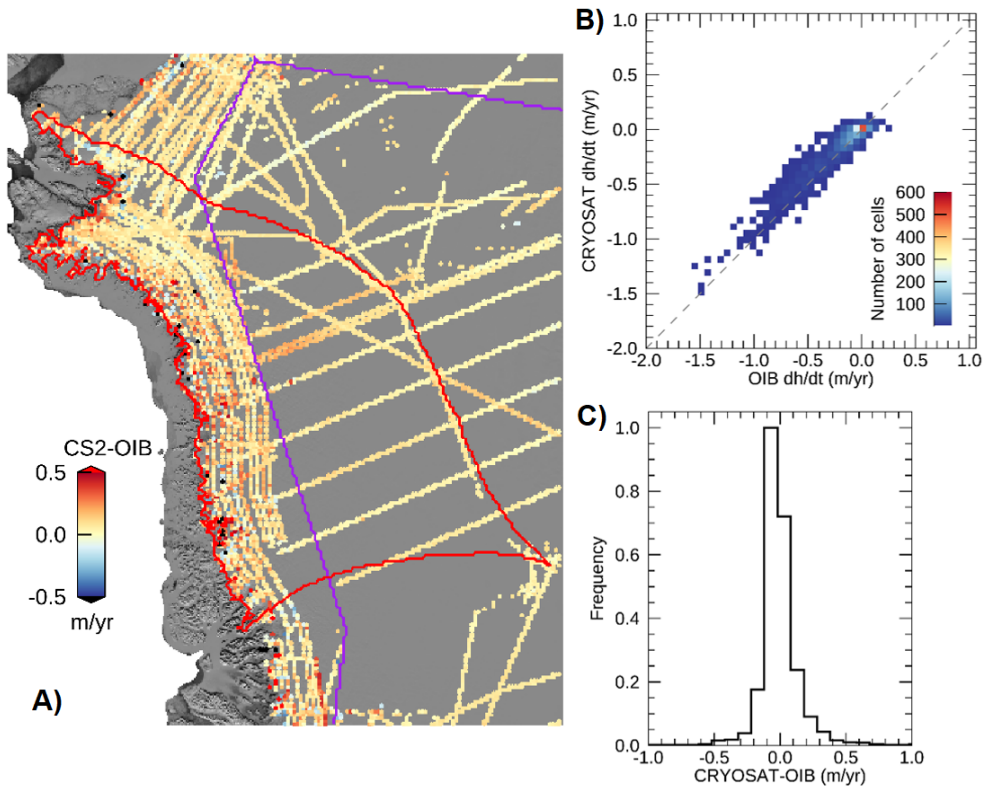 A)
CS2-OIB
0.5
0.0
-0.5
m/yr
B)
CRYOSAT dh/dt (m/yr)
1.0
0.5
0.0
-0.5
-1.0
-1.5
-2.0
-2.0 -1.5 -1.0 -0.5 0.0 0.5 1.0
OIB dh/dt (m/yr)
Number of cells
600
500
400
300
200
100
C)
Frequency
1.0
0.8
0.6
0.4
0.2
0.0
-1.0 -0.5 0.0 0.5 1.0
CRYOSAT-OIB (m/yr)